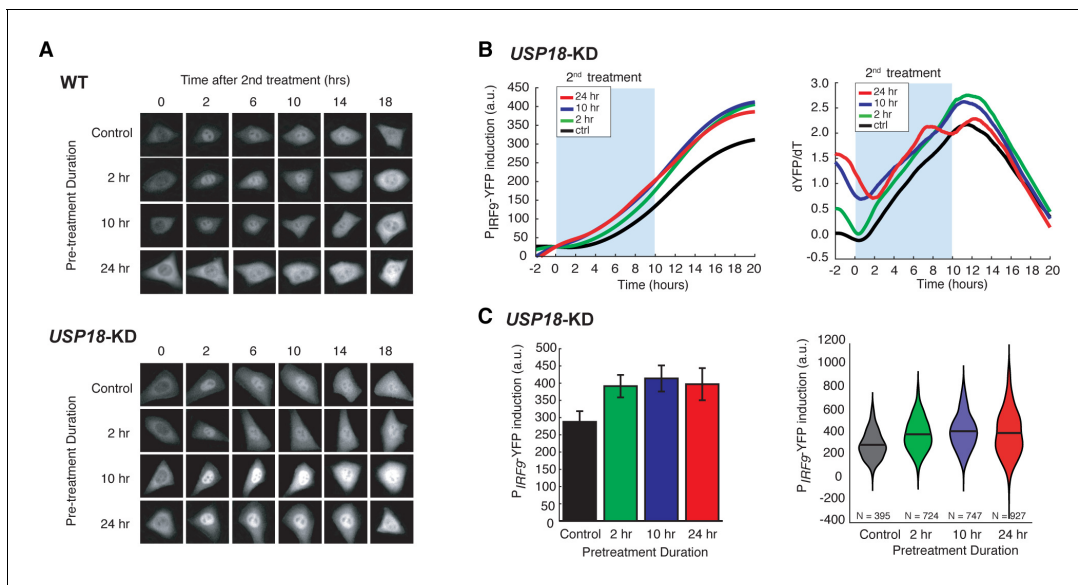 A
WT
Time after 2nd treatment (hrs)
0 2 6 10 14 18
Pre-treatment Duration
Control
2 hr
10 hr
24 hr
USP18-KD
0 2 6 10 14 18
Pre-treatment Duration
Control
2 hr
10 hr
24 hr
B USP18-KD
2nd treatment
PIRF9-YFP induction (a.u.)
450
400
350
300
250
200
150
100
50
0
24 hr
10 hr
2 hr
ctrl
-2 0 2 4 6 8 10 12 14 16 18 20
Time (hours)
2nd treatment
dYFP/dT
3.0
2.5
2.0
1.5
1.0
0.5
0.0
-0.5
24 hr
10 hr
2 hr
ctrl
-2 0 2 4 6 8 10 12 14 16 18 20
Time (hours)
C USP18-KD
PIRF9-YFP induction (a.u.)
500
450
400
350
300
250
200
150
100
50
0
Control 2 hr 10 hr 24 hr
Pretreatment Duration
PIRF9-YFP induction (a.u.)
1200
1000
800
600
400
200
0
-200
-400
N = 395 N = 724 N = 747 N = 927
Control 2 hr 10 hr 24 hr
Pretreatment Duration